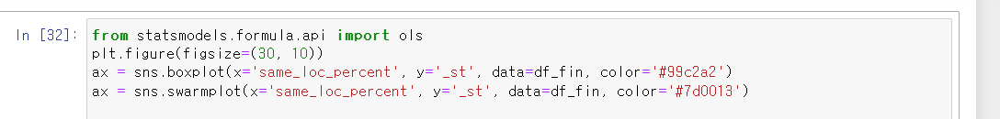 In [32]: from statsmodels.formula.api import ols
plt.figure(figsize=(30, 10))
ax = sns.boxplot(x='same_loc_percent', y='_st', data=df_fin, color='#99c2a2')
ax = sns.swarmplot(x='same_loc_percent', y='_st', data=df_fin, color='#7d0013')